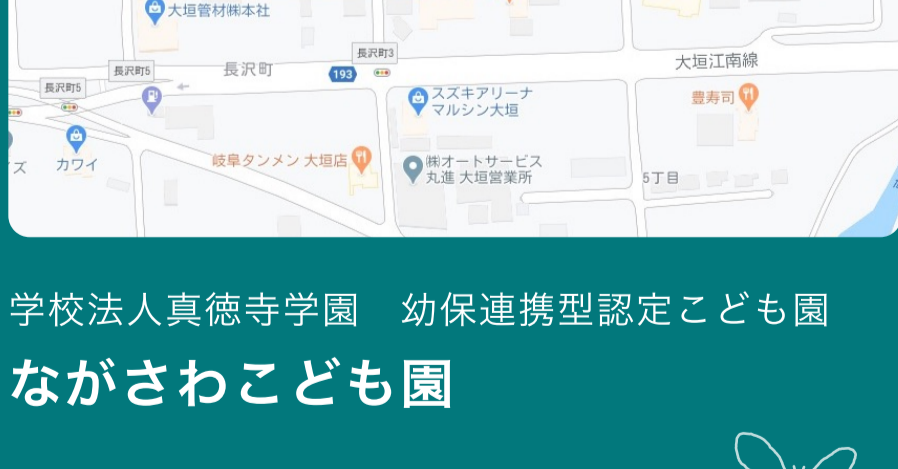 大垣管材㈱本社
長沢町3
大垣江南線
長沢町5
長沢町
193
長沢町5
スズキアリーナ
マルシン大垣
豊寿司
ズ
カワイ
岐阜タンメン 大垣店
㈱オートサービス
丸進 大垣営業所
5丁目
学校法人真徳寺学園　幼保連携型認定こども園
ながさわこども園